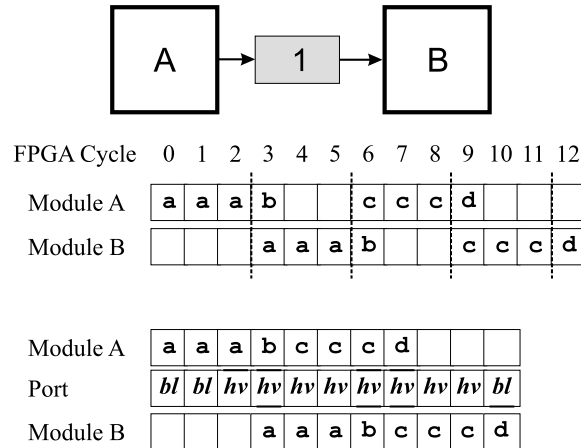 A 1 B
FPGA Cycle 0 1 2 3 4 5 6 7 8 9 10 11 12
Module A a a a b c c c d
Module B a a a b c c c d
Module A a a a b c c c d
Port bl bl hv hv hv hv hv hv hv hv bl
Module B a a a b c c c d